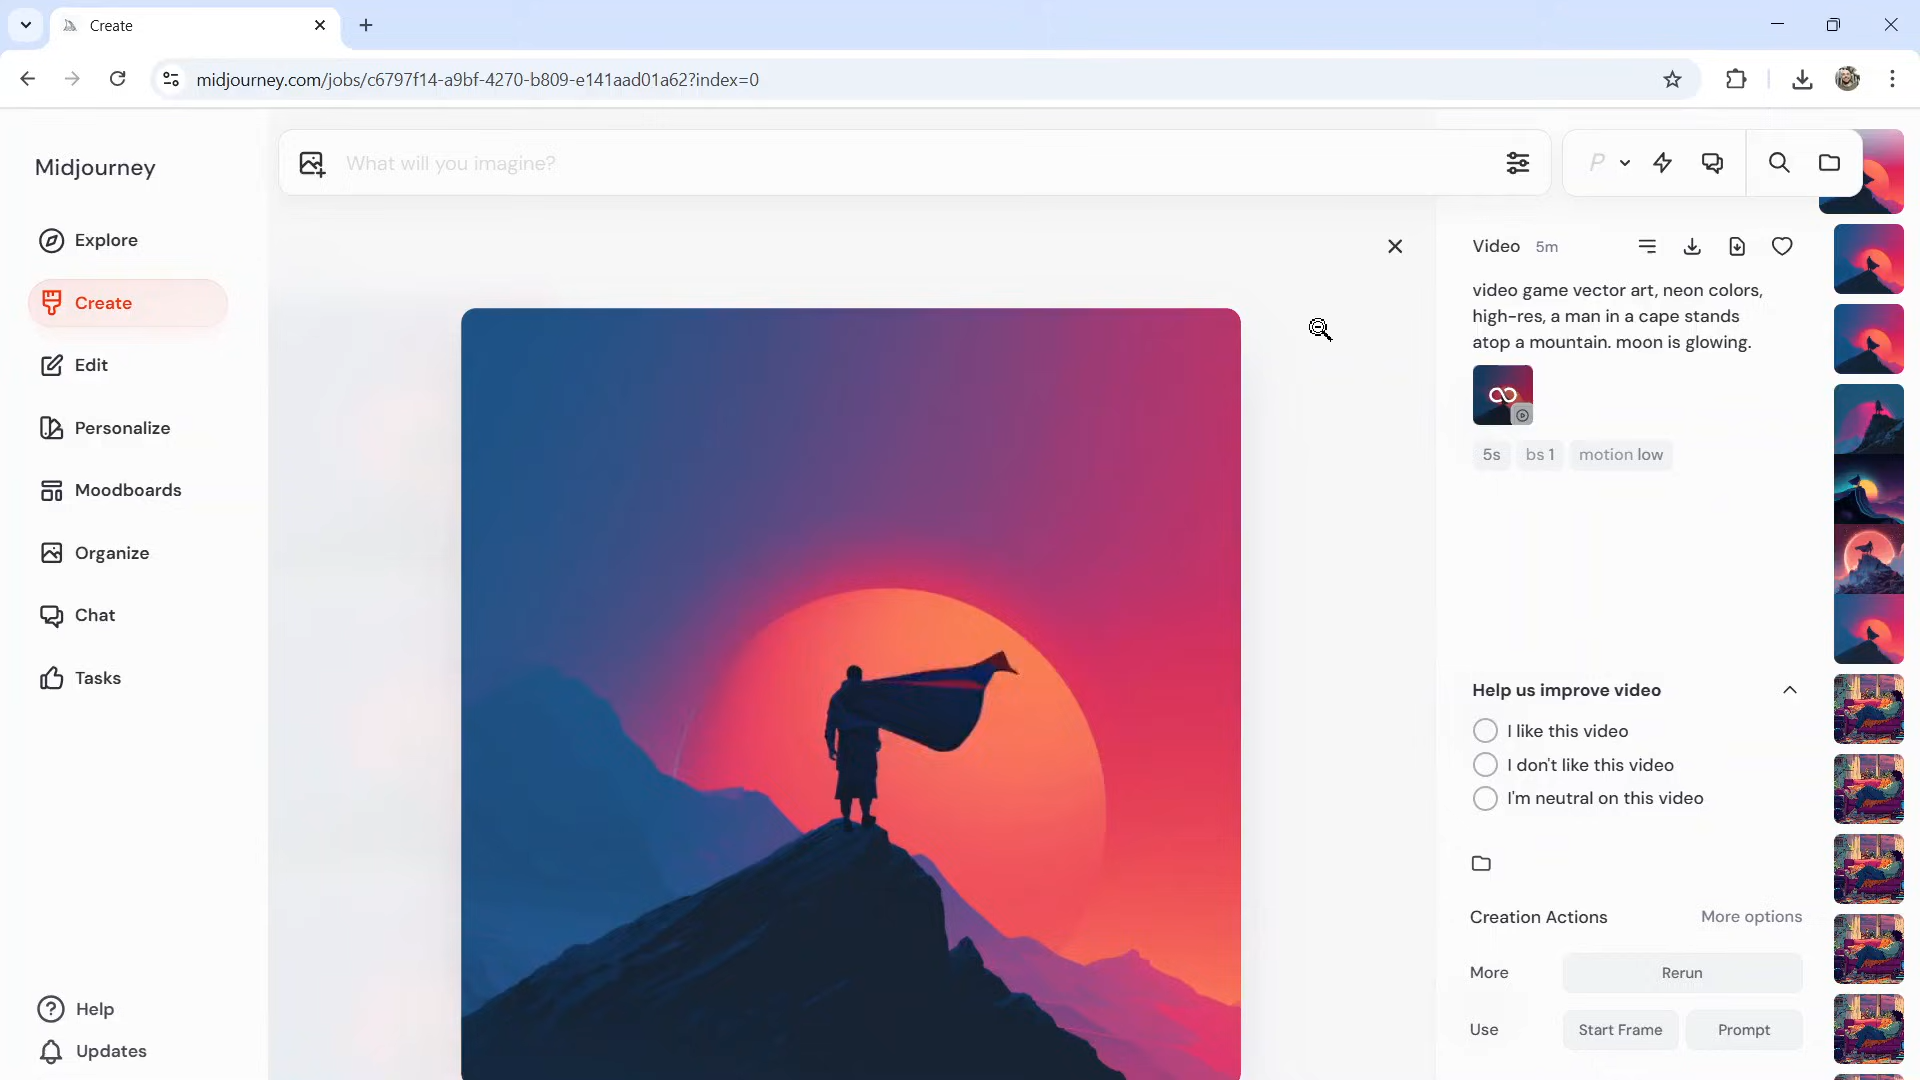 Create
midjourney.com/jobs/c6797f14-a9bf-4270-b809-e141aad01a62?index=0
Midjourney
Explore
Create
Edit
Personalize
Moodboards
Organize
Chat
Tasks
Help
Updates
What will you imagine?
P
Video 5m
video game vector art, neon colors,
high-res, a man in a cape stands
atop a mountain. moon is glowing.
5s bs 1 motion low
Help us improve video
I like this video
I don't like this video
I'm neutral on this video
Creation Actions More options
More Rerun
Use Start Frame Prompt